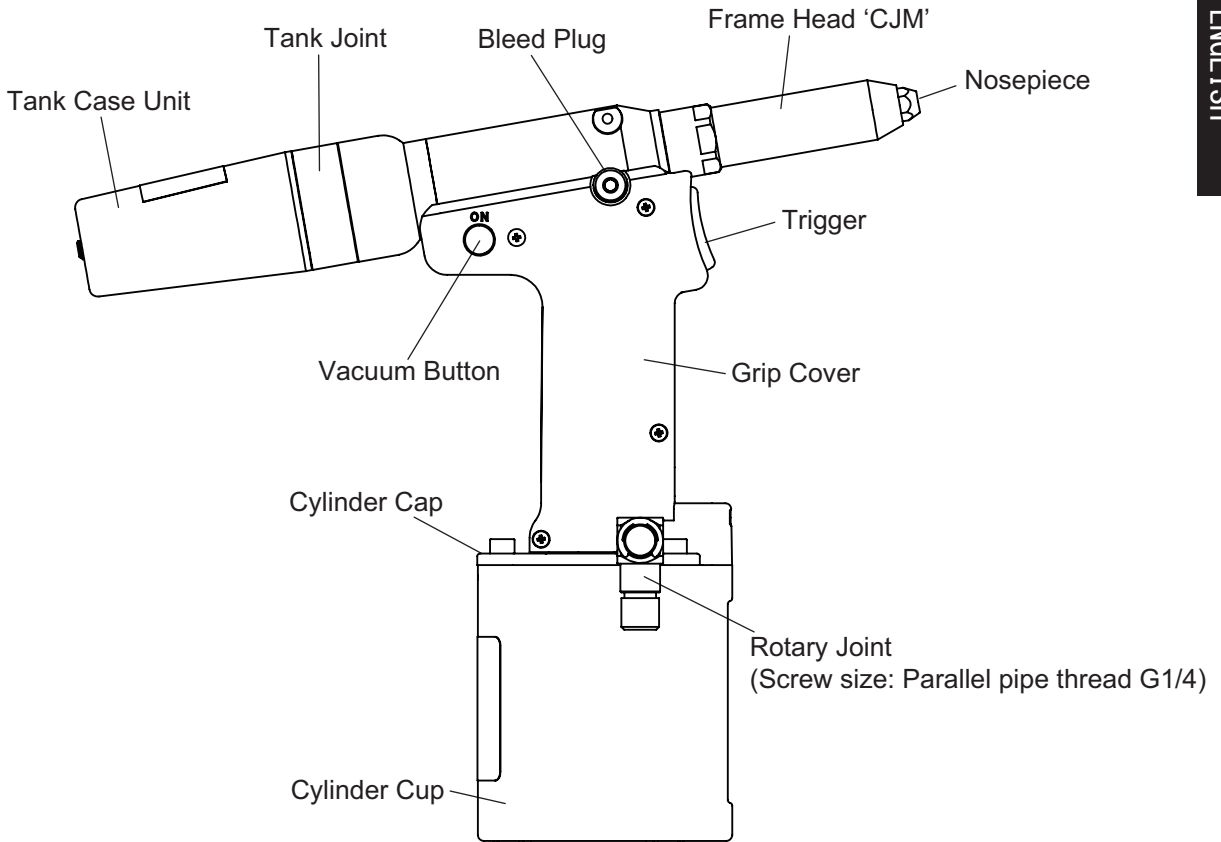 ENGLISH
Frame Head ‘CJM’
Tank Joint
Bleed Plug
Nosepiece
Tank Case Unit
Trigger
ON
Vacuum Button
Grip Cover
Cylinder Cap
Rotary Joint
(Screw size: Parallel pipe thread G1/4)
Cylinder Cup